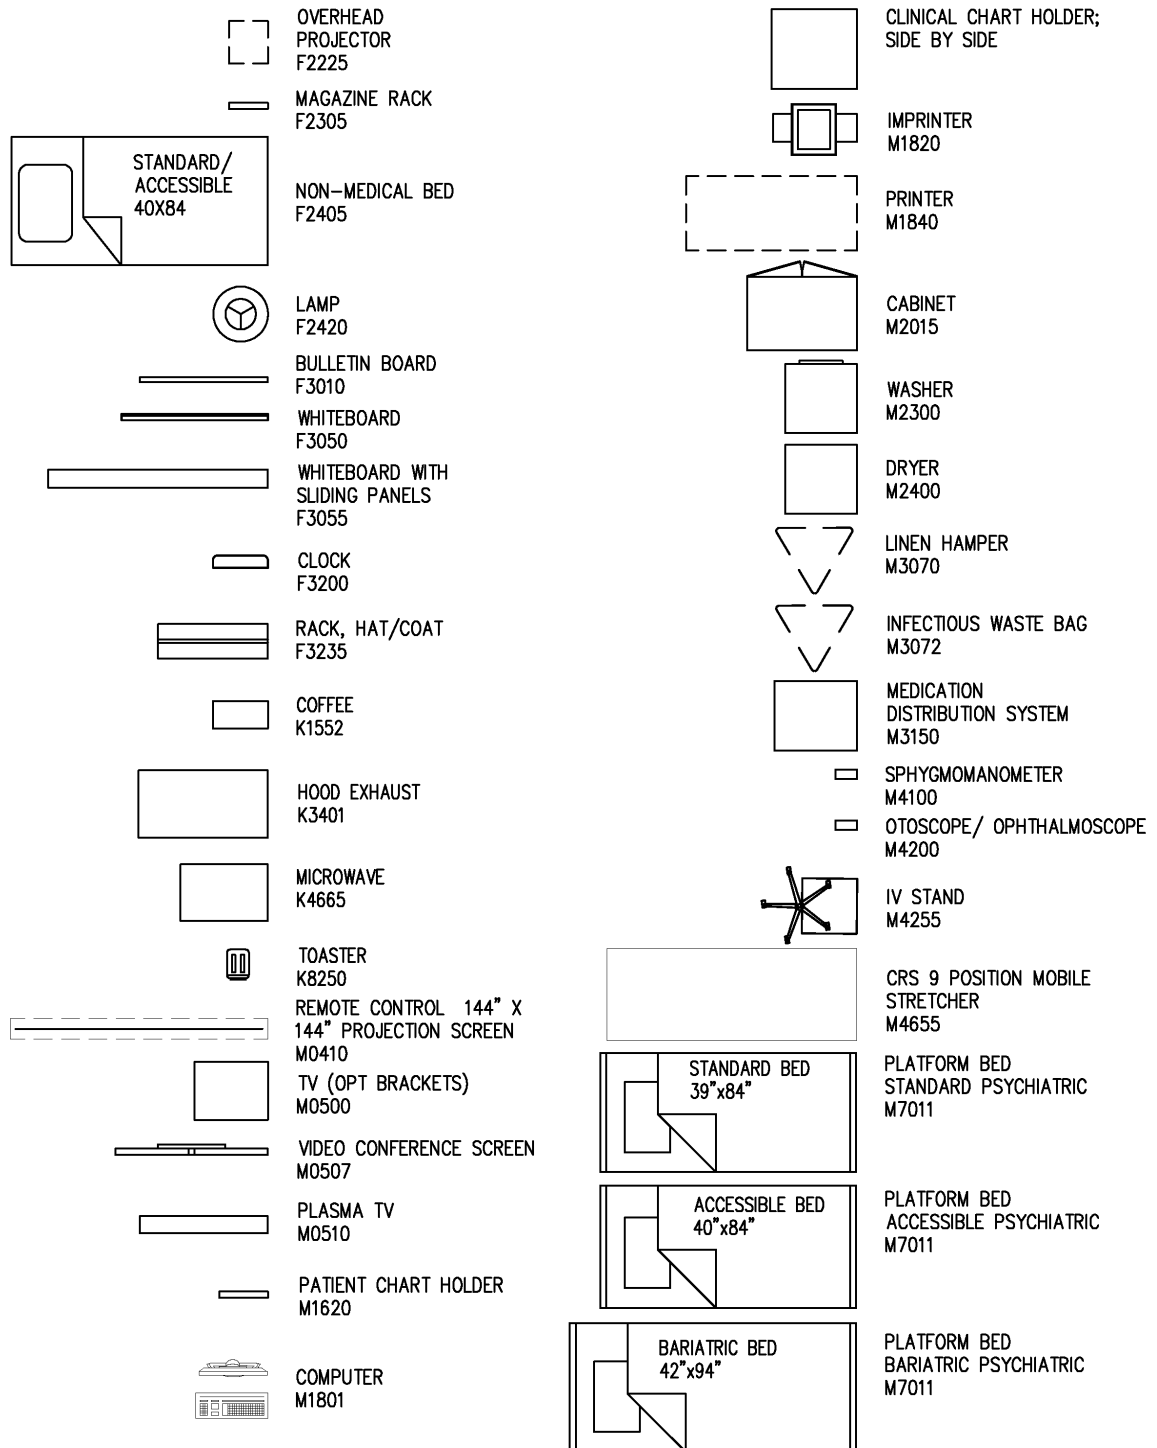 OVERHEAD
PROJECTOR
F2225
MAGAZINE RACK
F2305
STANDARD/
ACCESSIBLE
40X84
NON-MEDICAL BED
F2405
LAMP
F2420
BULLETIN BOARD
F3010
WHITEBOARD
F3050
WHITEBOARD WITH
SLIDING PANELS
F3055
CLOCK
F3200
RACK, HAT/COAT
F3235
COFFEE
K1552
HOOD EXHAUST
K3401
MICROWAVE
K4665
TOASTER
K8250
REMOTE CONTROL 144" X
144" PROJECTION SCREEN
M0410
TV (OPT BRACKETS)
M0500
VIDEO CONFERENCE SCREEN
M0507
PLASMA TV
M0510
PATIENT CHART HOLDER
M1620
COMPUTER
M1801
CLINICAL CHART HOLDER;
SIDE BY SIDE
IMPRINTER
M1820
PRINTER
M1840
CABINET
M2015
WASHER
M2300
DRYER
M2400
LINEN HAMPER
M3070
INFECTIOUS WASTE BAG
M3072
MEDICATION
DISTRIBUTION SYSTEM
M3150
SPHYGMOMANOMETER
M4100
OTOSCOPE/ OPHTHALMOSCOPE
M4200
IV STAND
M4255
CRS 9 POSITION MOBILE
STRETCHER
M4655
STANDARD BED
39"x84"
PLATFORM BED
STANDARD PSYCHIATRIC
M7011
ACCESSIBLE BED
40"x84"
PLATFORM BED
ACCESSIBLE PSYCHIATRIC
M7011
BARIATRIC BED
42"x94"
PLATFORM BED
BARIATRIC PSYCHIATRIC
M7011